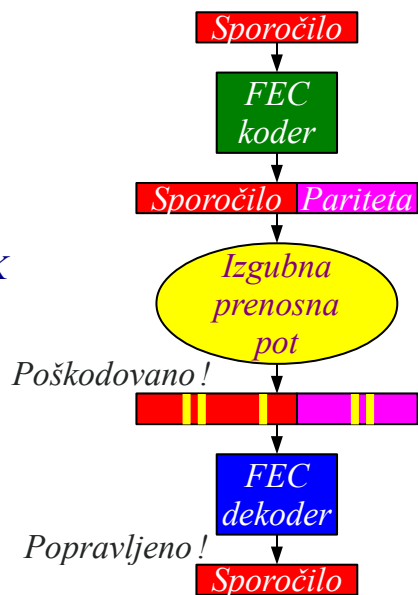 Sporočilo
FEC
koder
Sporočilo Pariteta
Izgubna
prenosna
pot
Poškodovano!
FEC
dekoder
Popravljeno!
Sporočilo